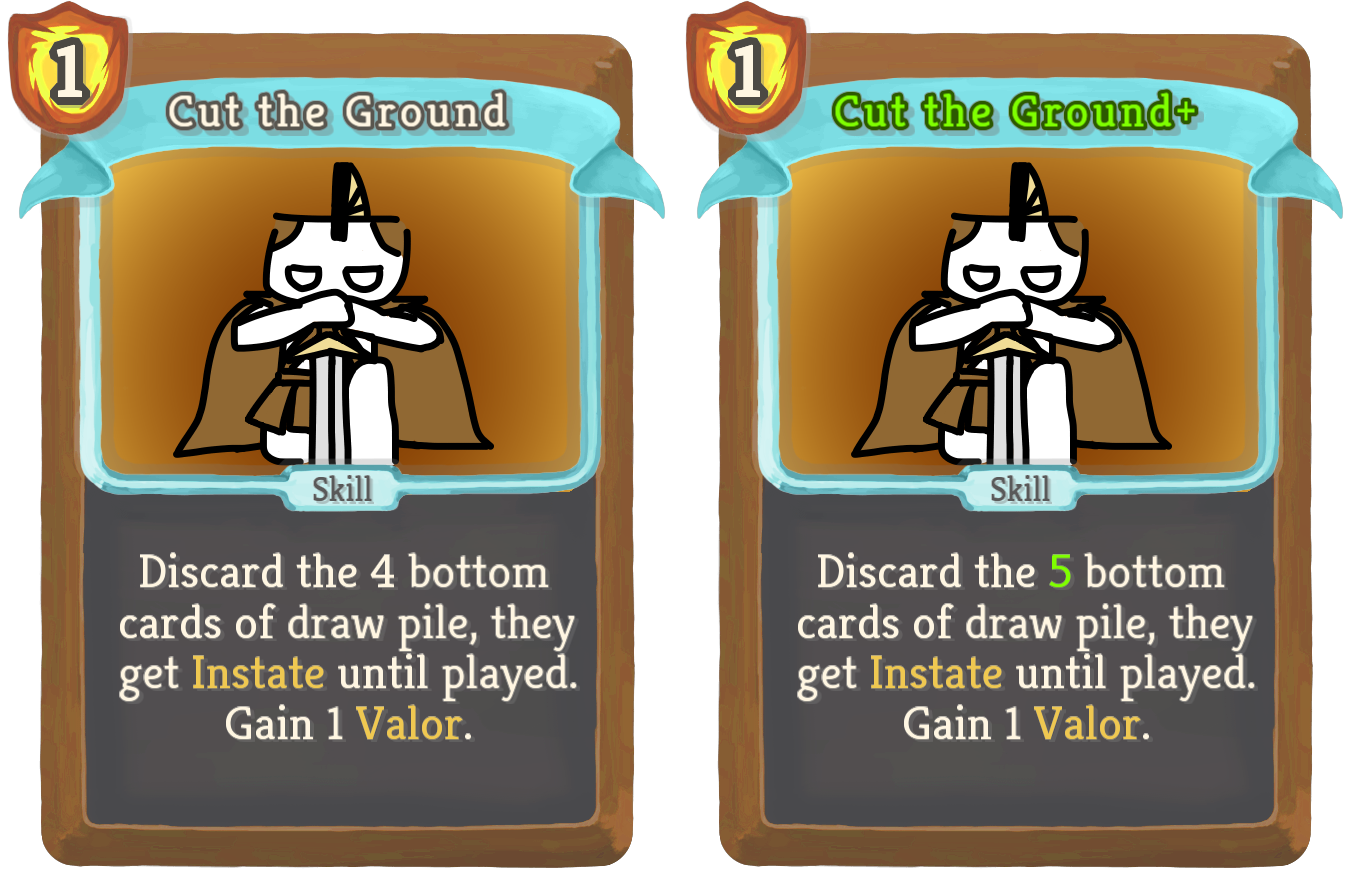 1
Cut the Ground
Skill
Discard the 4 bottom
cards of draw pile, they
get Instate until played.
Gain 1 Valor.
1
Cut the Ground+
Skill
Discard the 5 bottom
cards of draw pile, they
get Instate until played.
Gain 1 Valor.